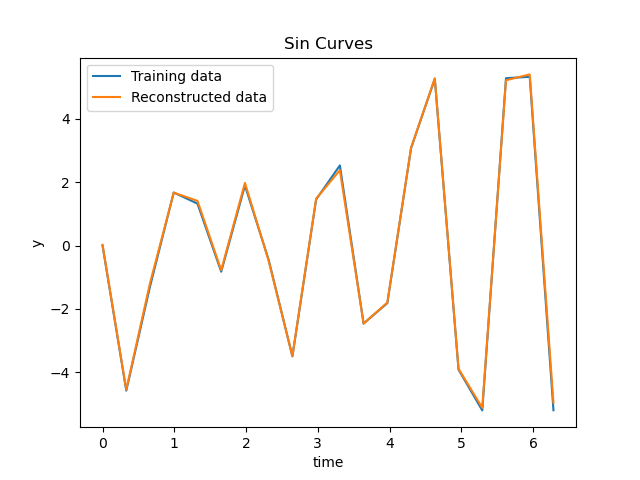 Sin Curves
Training data
Reconstructed data
4
2
0
−2
−4
y
0 1 2 3 4 5 6
time